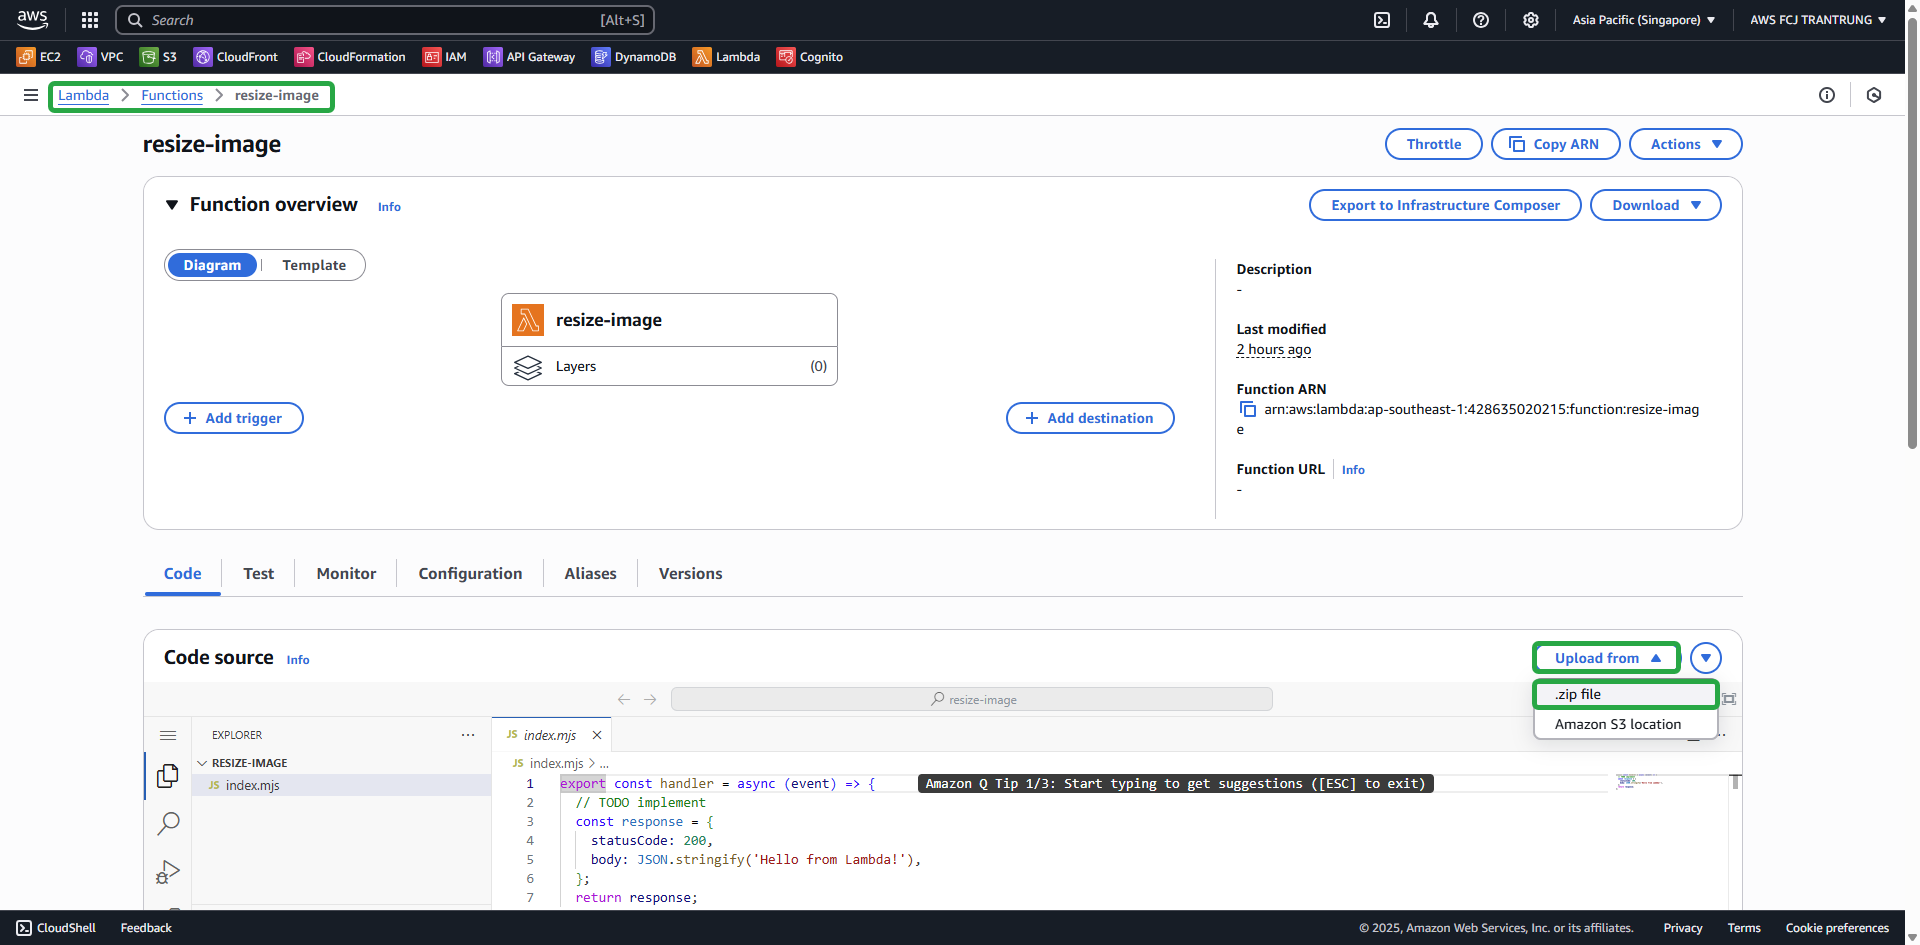 aws
Search [Alt+S]
Asia Pacific (Singapore) AWS FCJ TRANTRUNG
EC2 VPC S3 CloudFront CloudFormation IAM API Gateway DynamoDB Lambda Cognito
Lambda Functions resize-image
resize-image
Throttle Copy ARN Actions
Function overview Info
Export to Infrastructure Composer Download
Diagram Template
resize-image
Layers (0)
Add trigger
Add destination
Description
-
Last modified
2 hours ago
Function ARN
arn:aws:lambda:ap-southeast-1:428635020215:function:resize-imag
e
Function URL Info
-
Code Test Monitor Configuration Aliases Versions
Code source Info
Upload from
.zip file
Amazon S3 location
resize-image
EXPLORER ...
RESIZE-IMAGE
JS index.mjs
JS index.mjs
JS index.mjs > ...
1 export const handler = async (event) => {
Amazon Q Tip 1/3: Start typing to get suggestions ([ESC] to exit)
2 // TODO implement
3 const response = {
4 statusCode: 200,
5 body: JSON.stringify('Hello from Lambda!'),
6 };
7 return response;
CloudShell Feedback
© 2025, Amazon Web Services, Inc. or its affiliates. Privacy Terms Cookie preferences